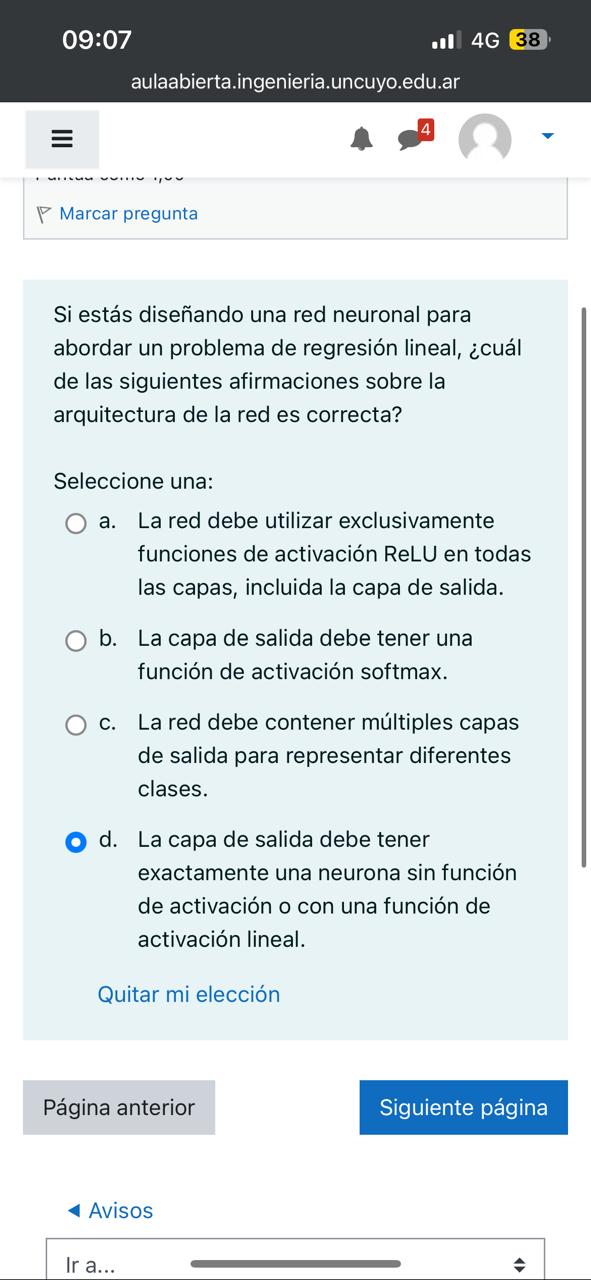 09:07
4G 38
aulaabierta.ingenieria.uncuyo.edu.ar
4
Puntúa como 1,00
Marcar pregunta
Si estás diseñando una red neuronal para
abordar un problema de regresión lineal, ¿cuál
de las siguientes afirmaciones sobre la
arquitectura de la red es correcta?
Seleccione una:
a. La red debe utilizar exclusivamente
funciones de activación ReLU en todas
las capas, incluida la capa de salida.
b. La capa de salida debe tener una
función de activación softmax.
c. La red debe contener múltiples capas
de salida para representar diferentes
clases.
d. La capa de salida debe tener
exactamente una neurona sin función
de activación o con una función de
activación lineal.
Quitar mi elección
Página anterior
Siguiente página
◄ Avisos
Ir a...